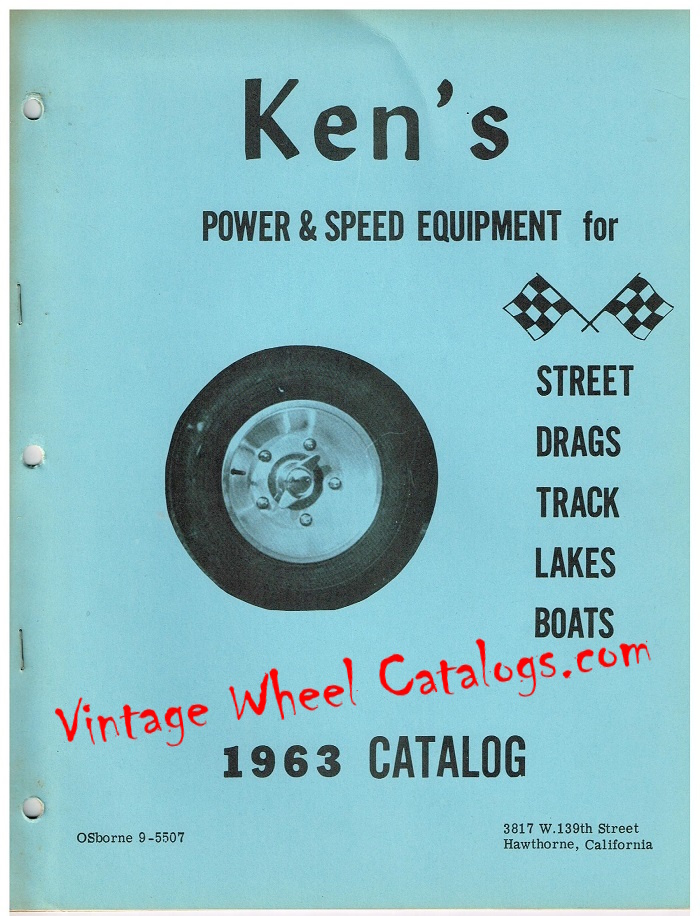 Ken's
POWER & SPEED EQUIPMENT for
STREET
DRAGS
TRACK
LAKES
BOATS
Vintage Wheel Catalogs.com
1963 CATALOG
OSborne 9-5507
3817 W.139th Street
Hawthorne, California